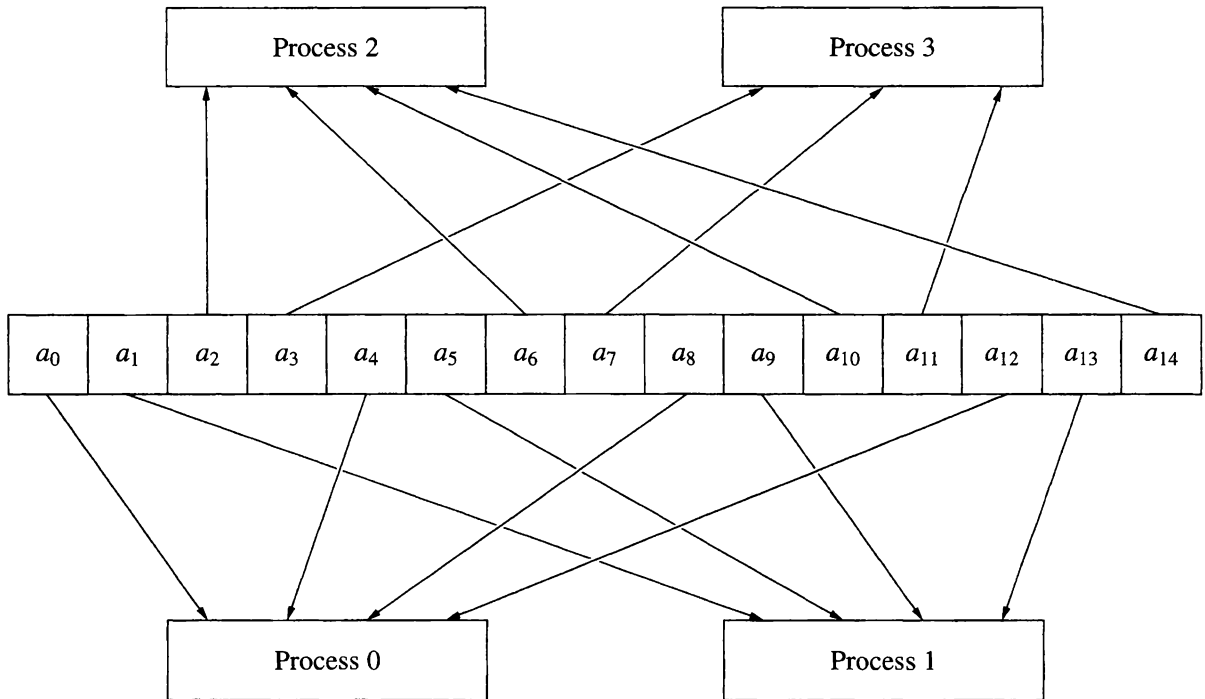 Process 2
Process 3
a₀ a₁ a₂ a₃ a₄ a₅ a₆ a₇ a₈ a₉ a₁₀ a₁₁ a₁₂ a₁₃ a₁₄
Process 0
Process 1